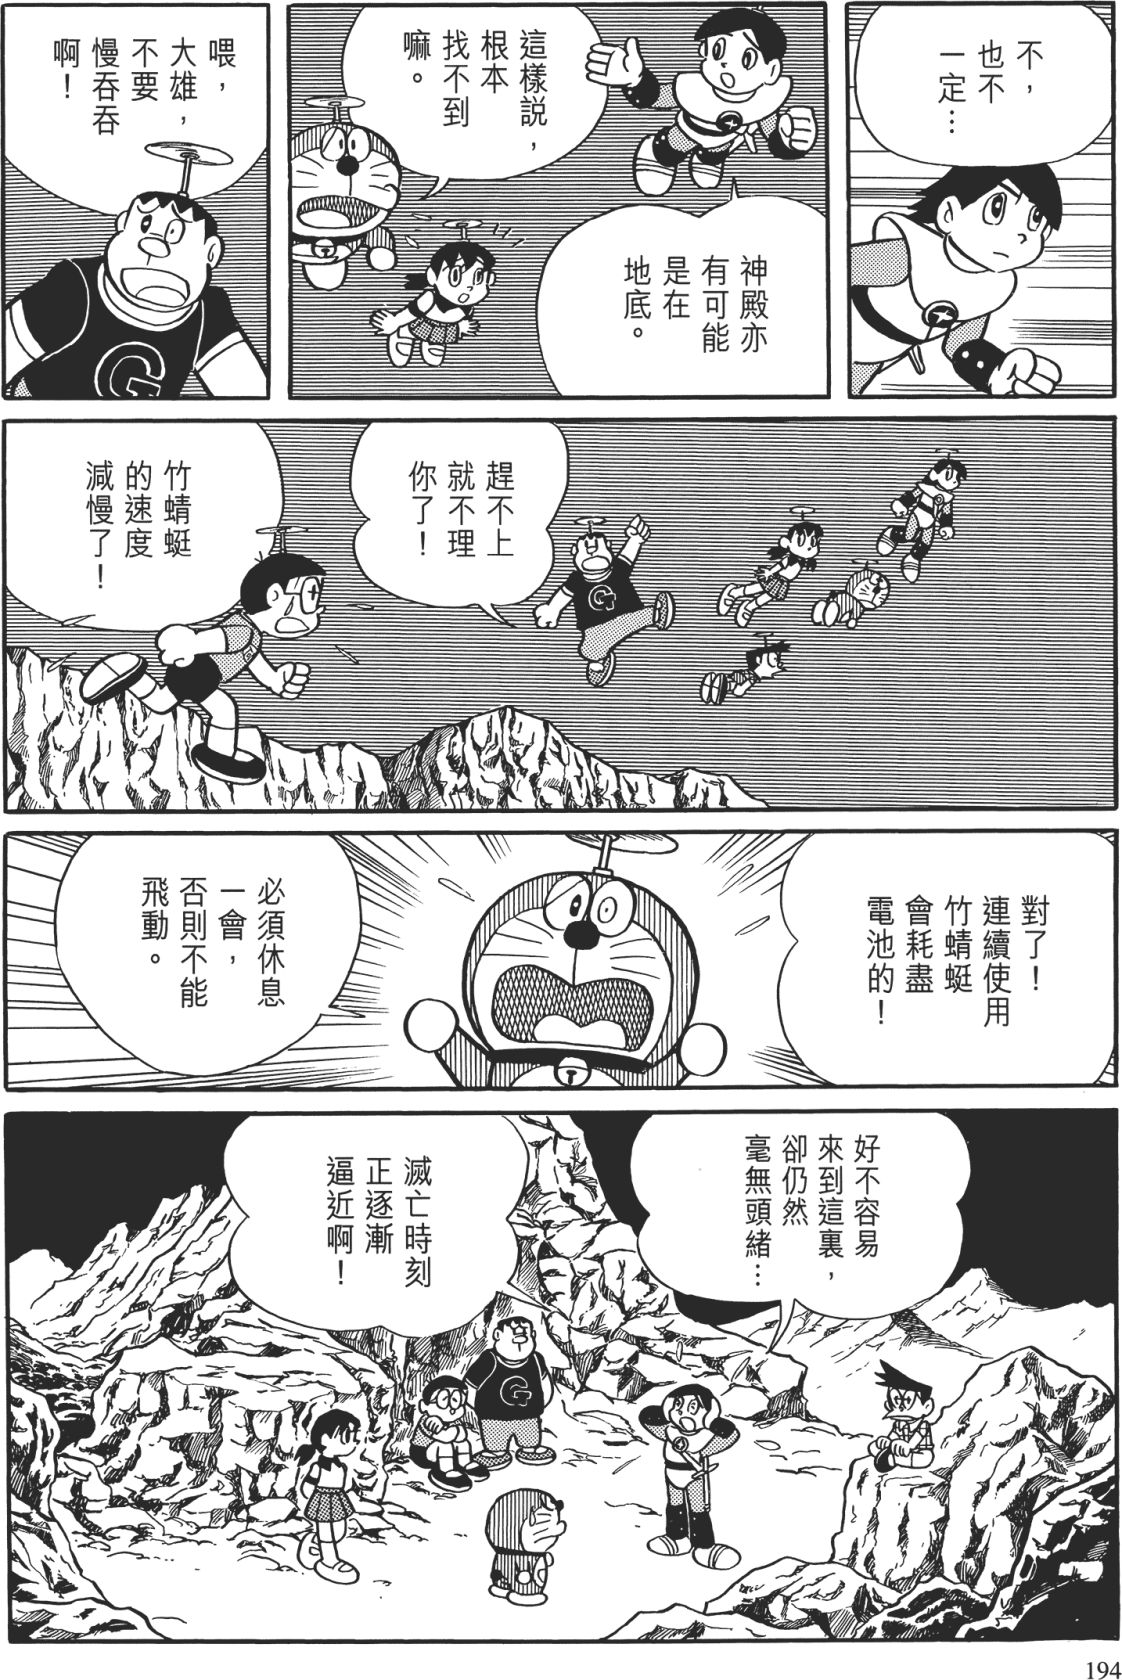 不，
也不
一定…
這樣說，
根本
找不到
嘛。
神殿亦
有可能
是在
地底。
喂，
大雄，
不要
慢吞吞
啊！
趕不上
就不理
你了！
竹蜻蜓
的速度
減慢了！
對了！
連續使用
竹蜻蜓
會耗盡
電池的！
必須休息
一會，
否則不能
飛動。
好不容易
來到這裏，
卻仍然
毫無頭緒…
滅亡時刻
正逐漸
逼近啊！
G
G
G
194